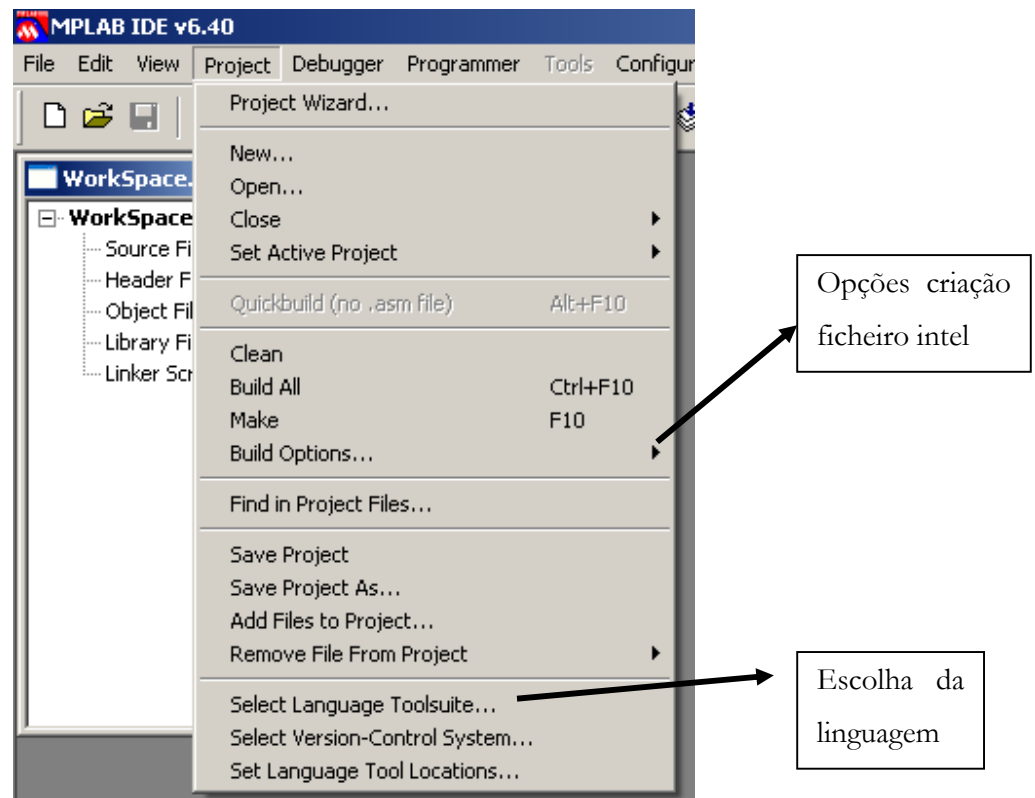 MPLAB IDE v6.40
File Edit View Project Debugger Programmer Tools Configur
Project Wizard...
New...
WorkSpace.
Open...
WorkSpace
Close
Source Fi
Set Active Project
Header F
Opções criação
ficheiro intel
Object Fil
Quickbuild (no .asm file) Alt+F10
Library Fi
Clean
Linker Scr
Build All Ctrl+F10
Make F10
Build Options...
Find in Project Files...
Save Project
Save Project As...
Add Files to Project...
Remove File From Project
Escolha da
linguagem
Select Language Toolsuite...
Select Version-Control System...
Set Language Tool Locations...